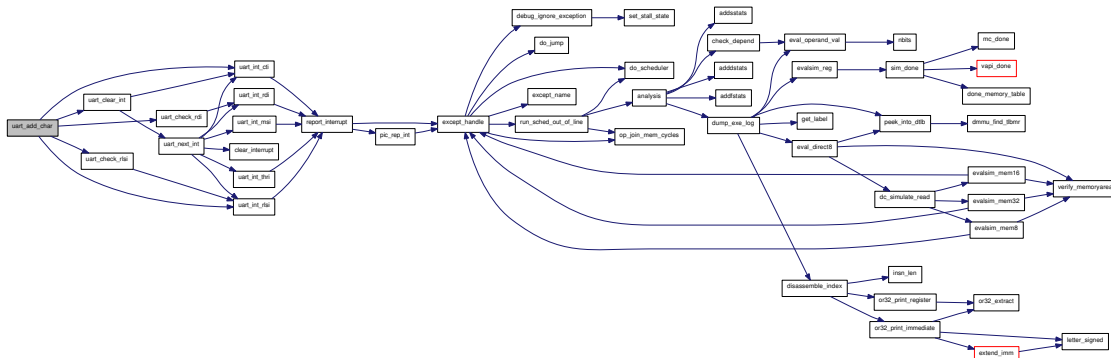 uart_add_char
uart_clear_int
uart_check_rdi
uart_check_rlsi
uart_next_int
uart_int_cti
uart_int_rdi
uart_int_msi
clear_interrupt
uart_int_thri
uart_int_rlsi
report_interrupt
pic_rep_int
except_handle
debug_ignore_exception
set_stall_state
do_jump
do_scheduler
except_name
run_sched_out_of_line
op_join_mem_cycles
analysis
addsstats
check_depend
adddstats
addfstats
dump_exe_log
eval_operand_val
nbits
evalsim_reg
sim_done
mc_done
vapi_done
done_memory_table
get_label
peek_into_dtlb
dmmu_find_tlbmr
eval_direct8
dc_simulate_read
evalsim_mem16
evalsim_mem32
evalsim_mem8
verify_memoryarea
disassemble_index
insn_len
or32_print_register
or32_extract
or32_print_immediate
letter_signed
extend_imm